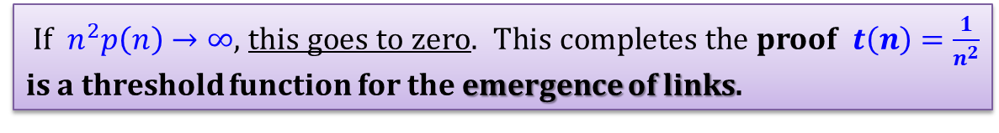 If n²p(n) → ∞, this goes to zero. This completes the proof t(n) = 1/n²
is a threshold function for the emergence of links.